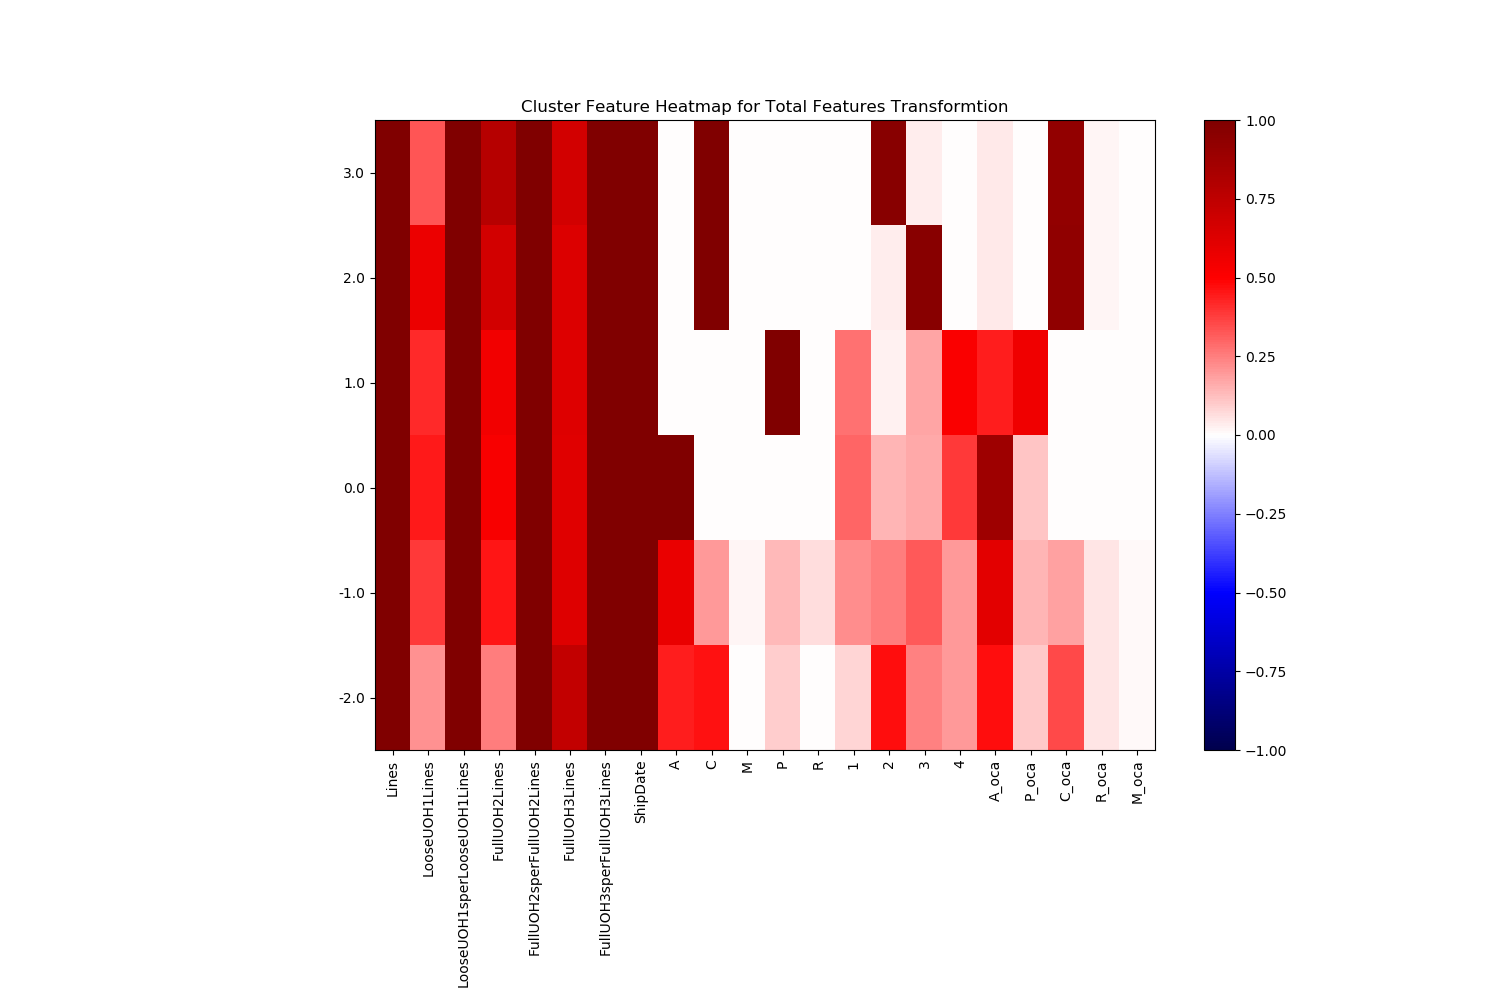 Cluster Feature Heatmap for Total Features Transformtion
3.0
2.0
1.0
0.0
-1.0
-2.0
Lines
LooseUOH1Lines
LooseUOH1sperLooseUOH1Lines
FullUOH2Lines
FullUOH2sperFullUOH2Lines
FullUOH3Lines
FullUOH3sperFullUOH3Lines
ShipDate
A
C
M
P
R
1
2
3
4
A_oca
P_oca
C_oca
R_oca
M_oca
1.00
0.75
0.50
0.25
0.00
−0.25
−0.50
−0.75
−1.00